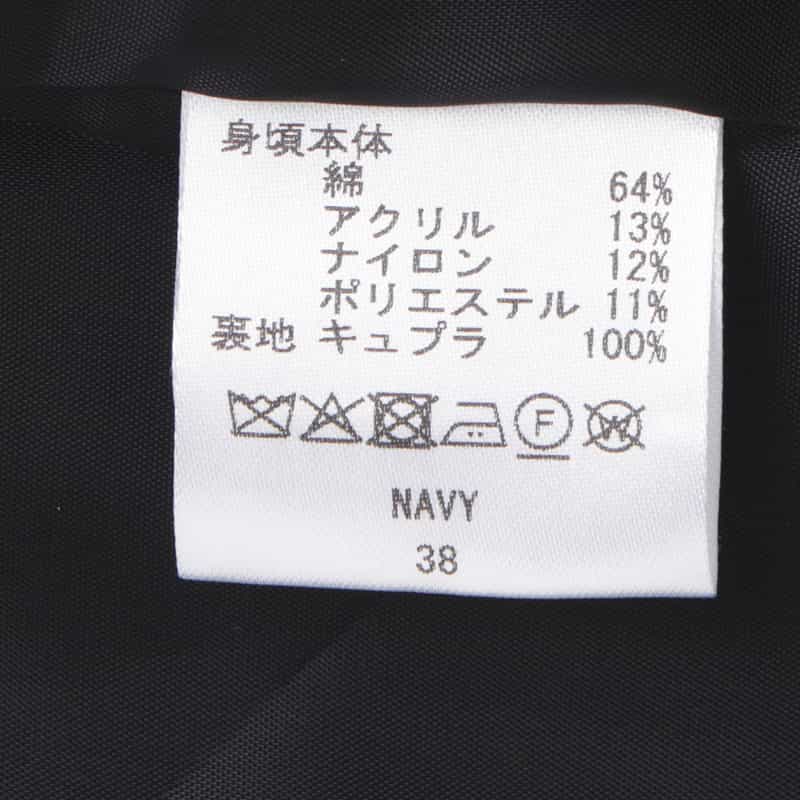 身頃本体
綿 64%
アクリル 13%
ナイロン 12%
ポリエステル 11%
裏地 キュプラ 100%
F W
NAVY
38